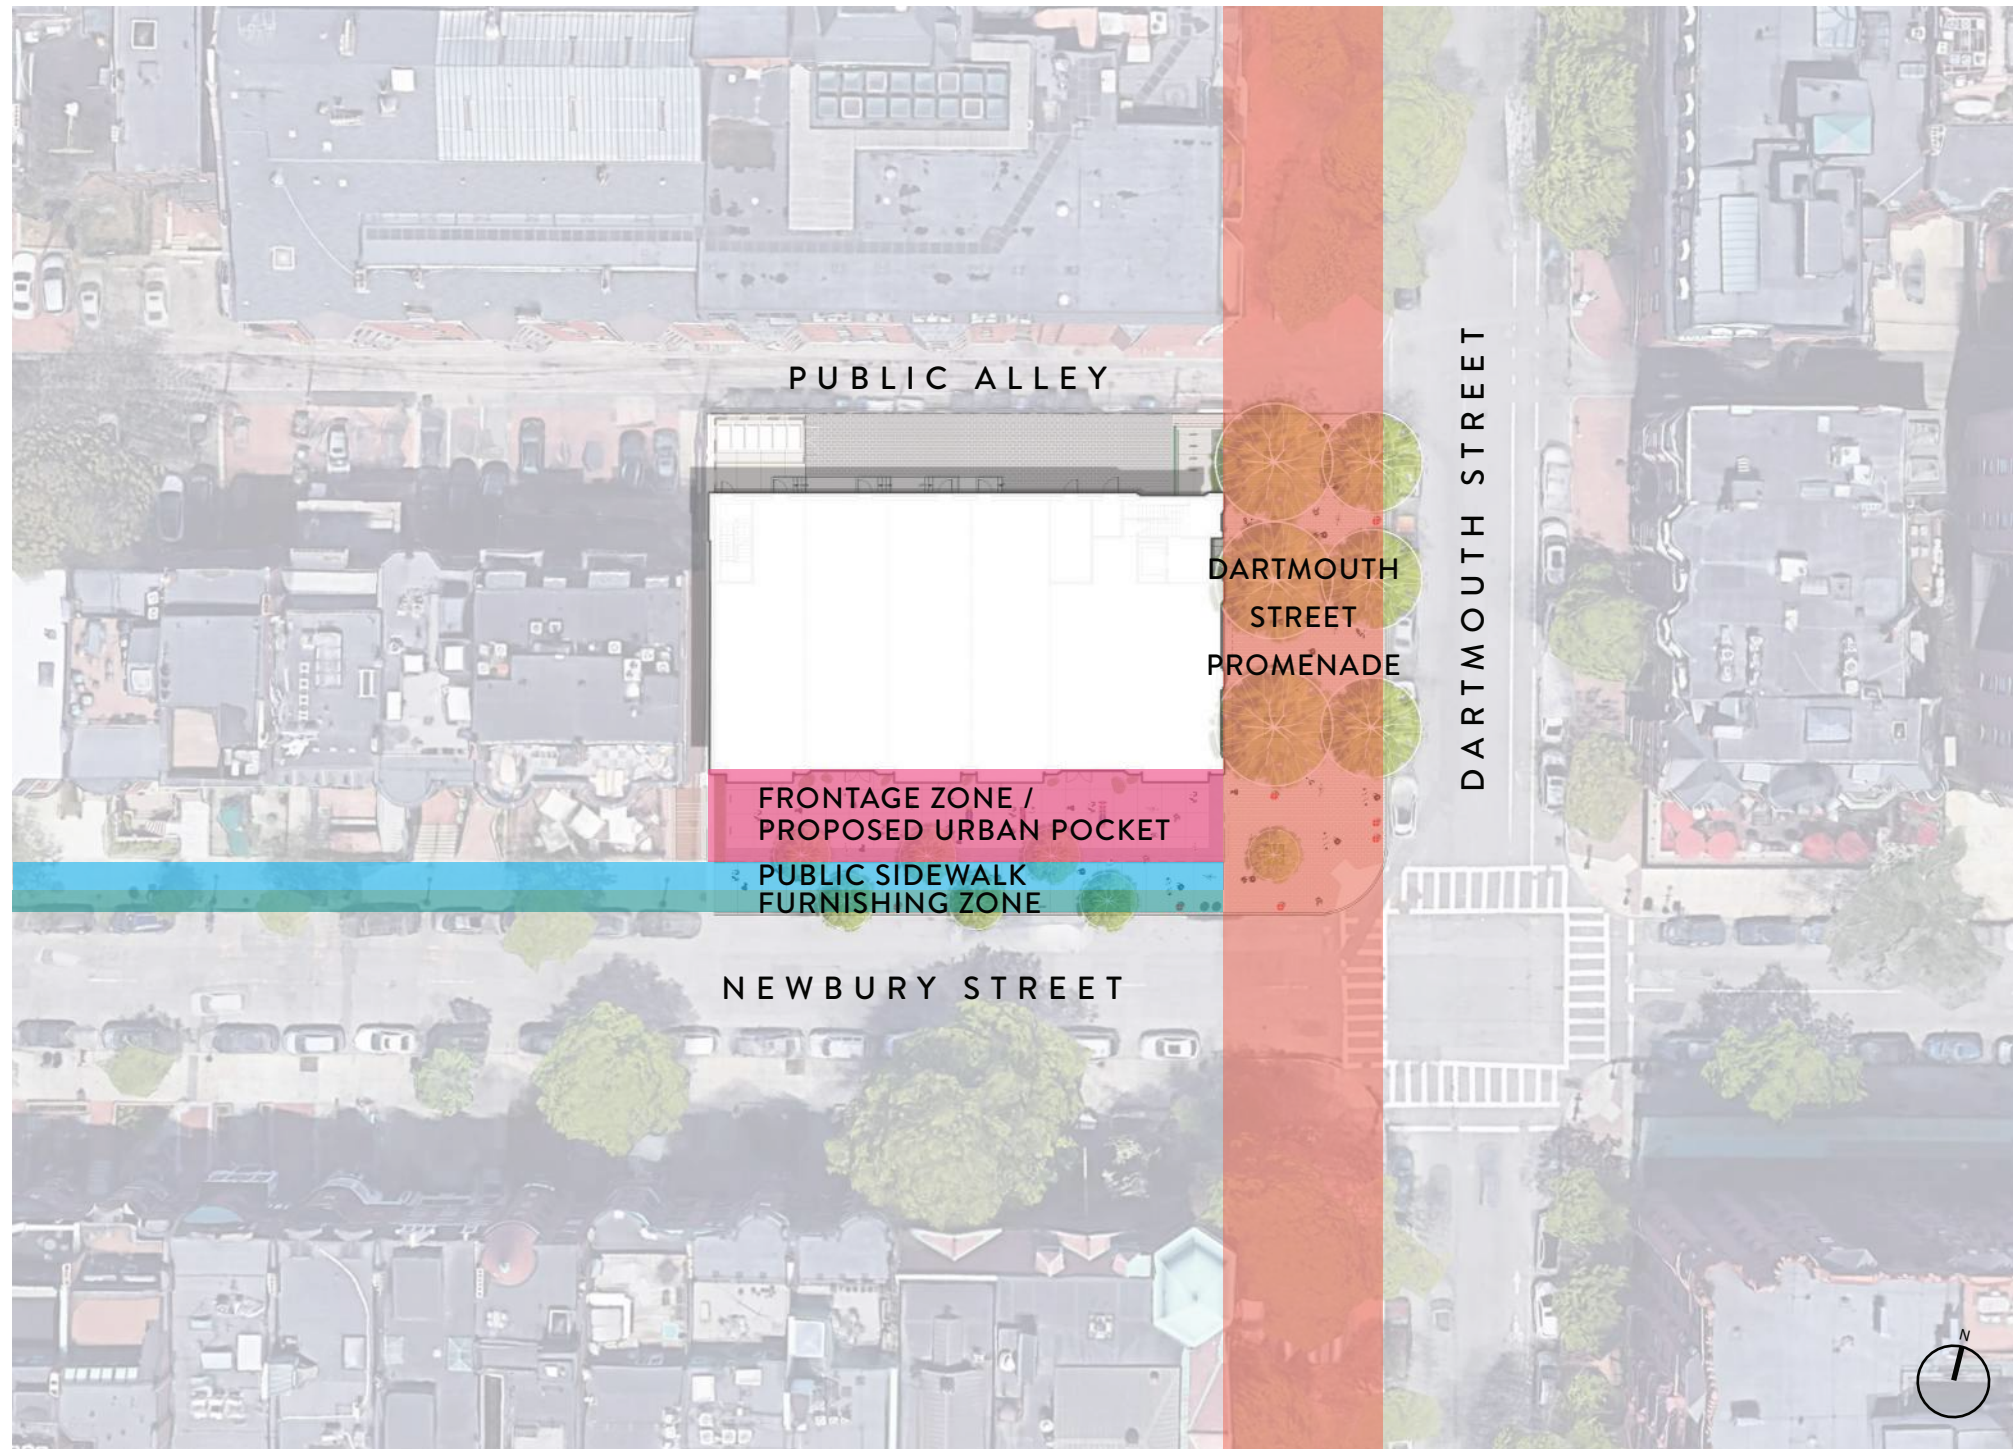 PUBLIC ALLEY
DARTMOUTH STREET
DARTMOUTH
STREET
PROMENADE
FRONTAGE ZONE /
PROPOSED URBAN POCKET
PUBLIC SIDEWALK
FURNISHING ZONE
NEWBURY STREET
N